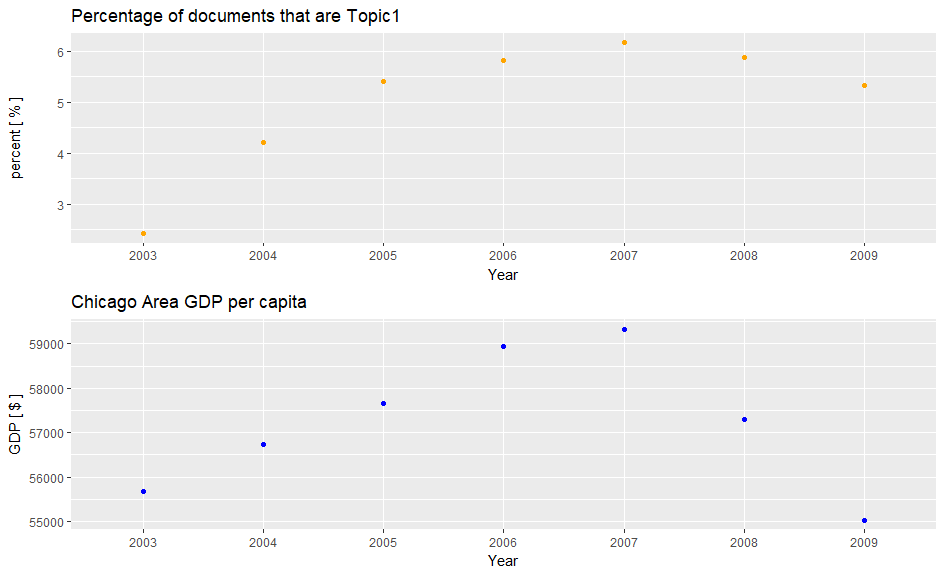 Percentage of documents that are Topic1
percent [ % ]
6
5
4
3
2003 2004 2005 2006 2007 2008 2009
Year
Chicago Area GDP per capita
GDP [ $ ]
59000
58000
57000
56000
55000
2003 2004 2005 2006 2007 2008 2009
Year